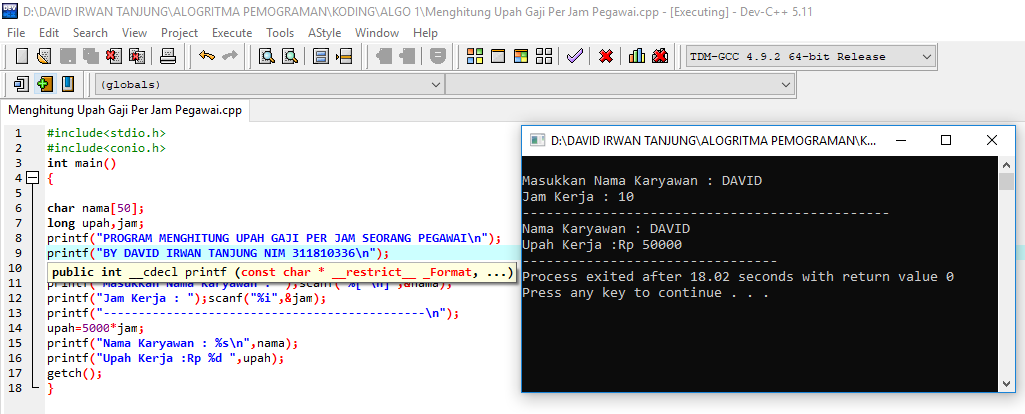 D:\DAVID IRWAN TANJUNG\ALOGRITMA PEMOGRAMAN\KODING\ALGO 1\Menghitung Upah Gaji Per Jam Pegawai.cpp - [Executing] - Dev-C++ 5.11
File Edit Search View Project Execute Tools AStyle Window Help
TDM-GCC 4.9.2 64-bit Release
(globals)
Menghitung Upah Gaji Per Jam Pegawai.cpp
1 #include<stdio.h>
2 #include<conio.h>
3 int main()
4 {
5
6 char nama[50];
7 long upah,jam;
8 printf("PROGRAM MENGHITUNG UPAH GAJI PER JAM SEORANG PEGAWAI\n");
9 printf("BY DAVID IRWAN TANJUNG NIM 311810336\n");
10 public int __cdecl printf (const char * __restrict__ _Format, ...)
11 printf("Masukkan Nama Karyawan : ");scanf("%[^\n]",&nama);
12 printf("Jam Kerja : ");scanf("%i",&jam);
13 printf("----------------------------------------------\n");
14 upah=5000*jam;
15 printf("Nama Karyawan : %s\n",nama);
16 printf("Upah Kerja :Rp %d ",upah);
17 getch();
18 }
D:\DAVID IRWAN TANJUNG\ALOGRITMA PEMOGRAMAN\K...
Masukkan Nama Karyawan : DAVID
Jam Kerja : 10
----------------------------------------------
Nama Karyawan : DAVID
Upah Kerja :Rp 50000
--------------------------------
Process exited after 18.02 seconds with return value 0
Press any key to continue . . .